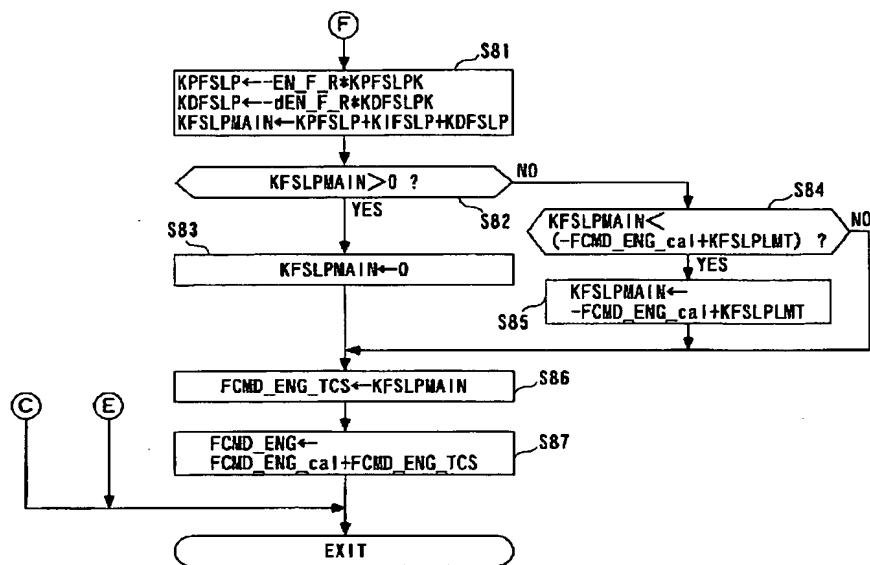 F
S81
KPFSLP←EN_F_R*KPFSLPK
KDFSLP←dEN_F_R*KDFSLPK
KFSLPMAIN←KPFSLP+KIFSLP+KDFSLP
KFSLPMAIN>0 ?
NO
S82
YES
S84
KFSLPMAIN<
(-FCMD_ENG_cal+KFSLPLMT) ?
NO
YES
S83
KFSLPMAIN←0
KFSLPMAIN←
-FCMD_ENG_cal+KFSLPLMT
S85
FCMD_ENG_TCS←KFSLPMAIN
S86
C
E
FCMD_ENG←
FCMD_ENG_cal+FCMD_ENG_TCS
S87
EXIT